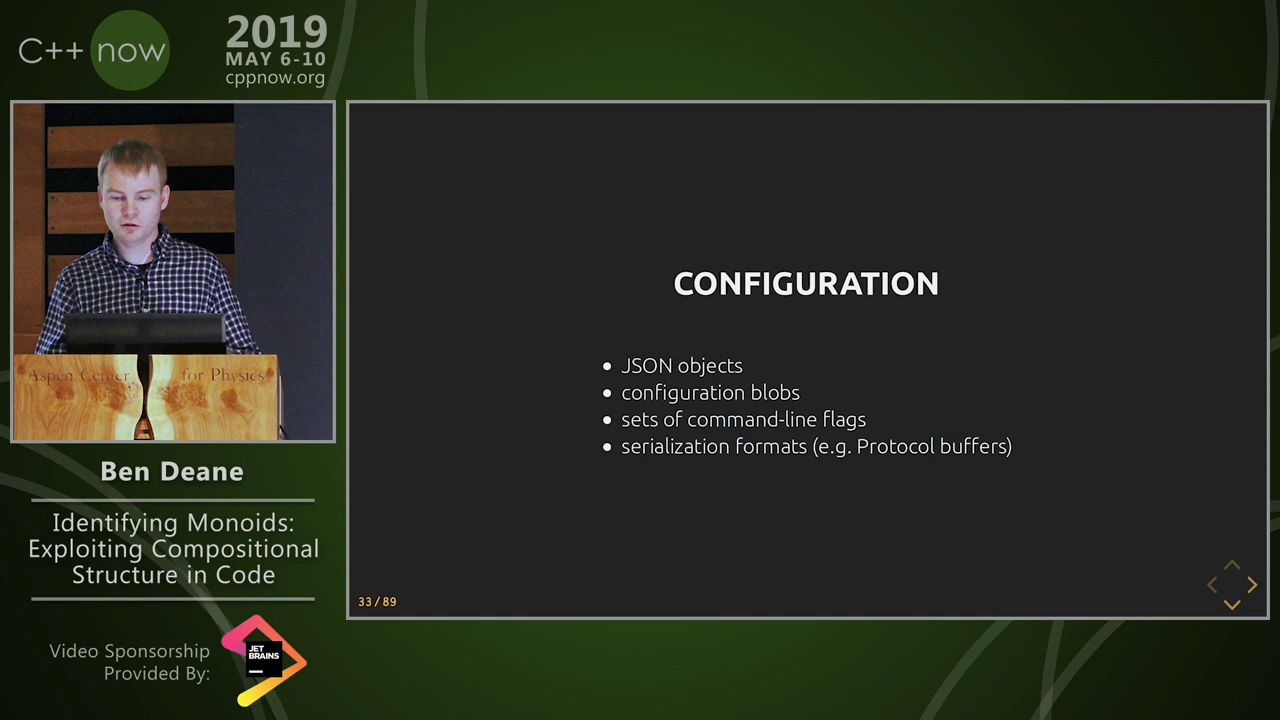 C++ now
2019
MAY 6-10
cppnow.org
Aspen Center for Physics
Ben Deane
Identifying Monoids:
Exploiting Compositional
Structure in Code
Video Sponsorship
Provided By:
JET
BRAINS
CONFIGURATION
• JSON objects
• configuration blobs
• sets of command-line flags
• serialization formats (e.g. Protocol buffers)
33/89